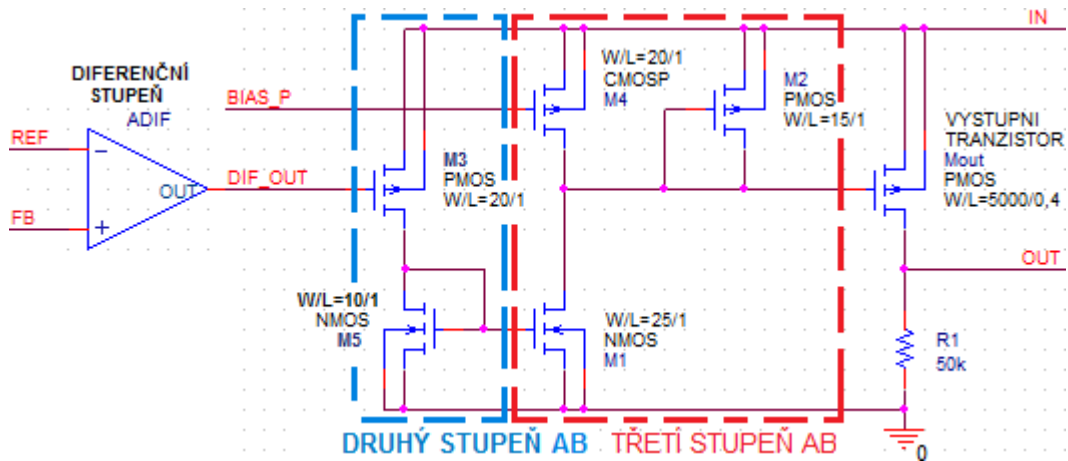 IN
DIFERENČNÍ
STUPEŇ
ADIF
REF
FB
OUT
DIF_OUT
BIAS_P
M3
PMOS
W/L=20/1
W/L=10/1
NMOS
M5
W/L=20/1
CMOSP
M4
M2
PMOS
W/L=15/1
W/L=25/1
NMOS
M1
VYSTUPNI
TRANZISTOR
Mout
PMOS
W/L=5000/0,4
OUT
R1
50k
0
DRUHÝ STUPEŇ AB
TŘETÍ STUPEŇ AB